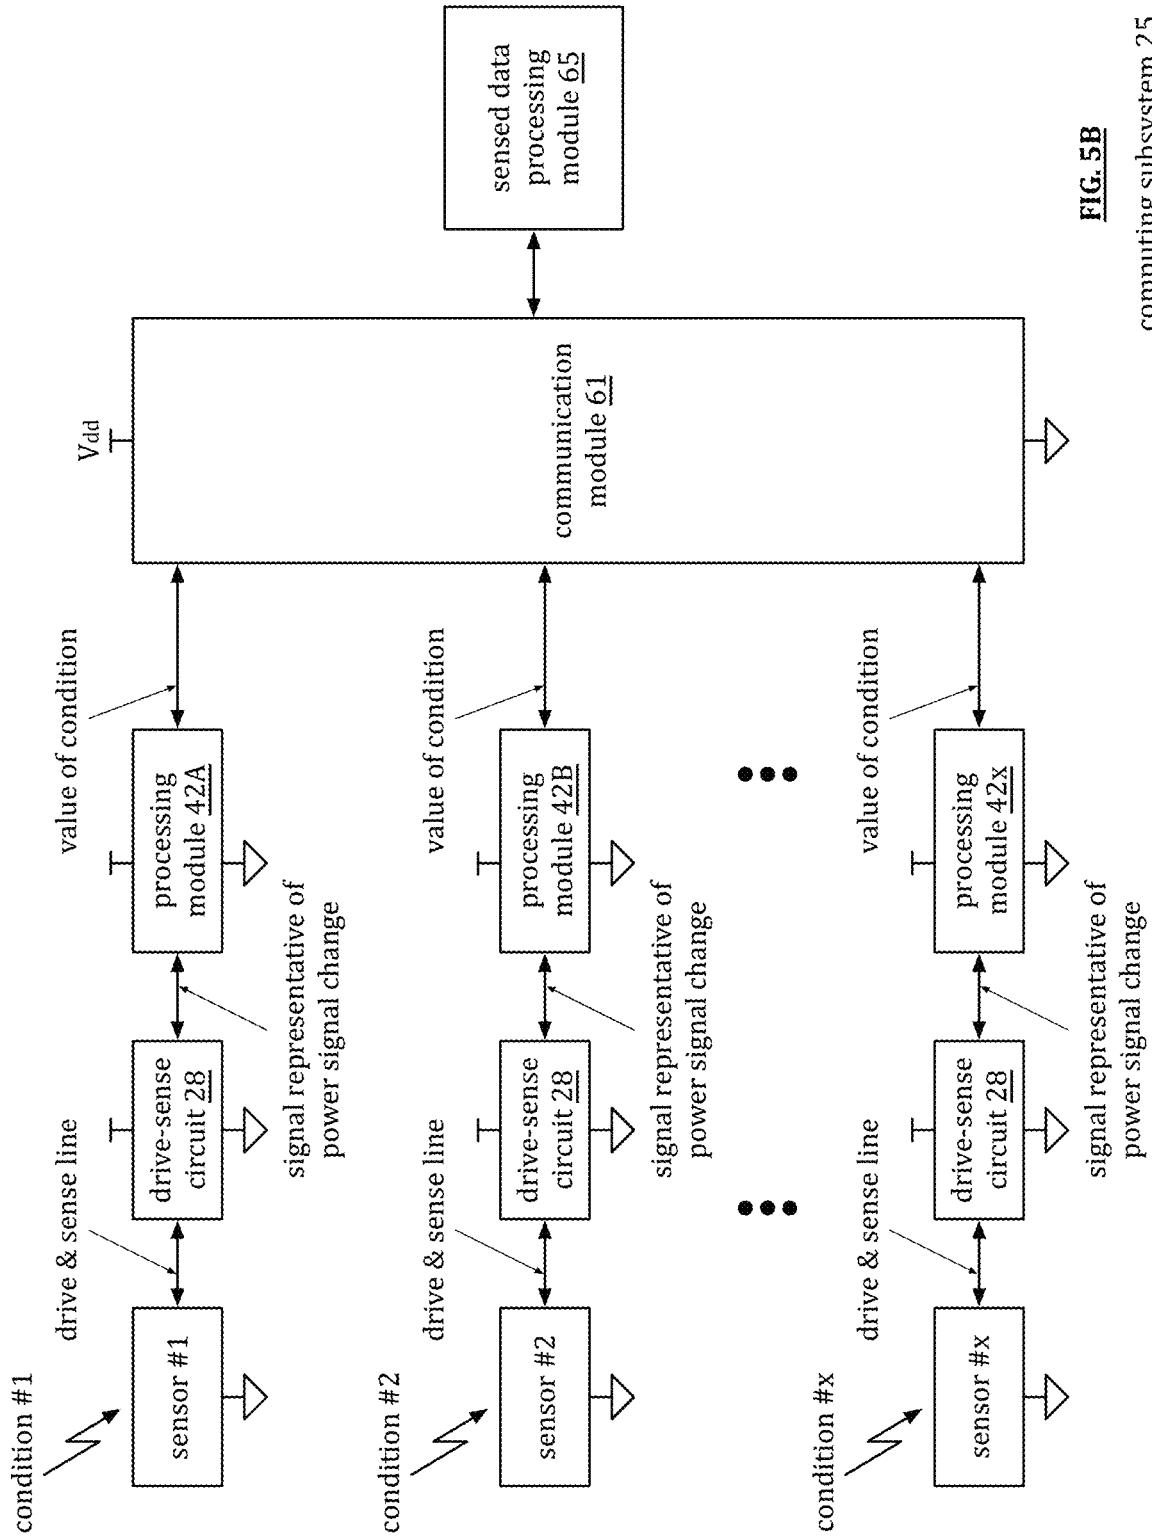 condition #1
drive & sense line
value of condition
Vdd
sensor #1
drive-sense
circuit 28
processing
module 42A
signal representative of
power signal change
condition #2
drive & sense line
value of condition
sensor #2
drive-sense
circuit 28
processing
module 42B
signal representative of
power signal change
communication
module 61
sensed data
processing
module 65
condition #x
drive & sense line
value of condition
sensor #x
drive-sense
circuit 28
processing
module 42x
signal representative of
power signal change
FIG. 5B
computing subsystem 25